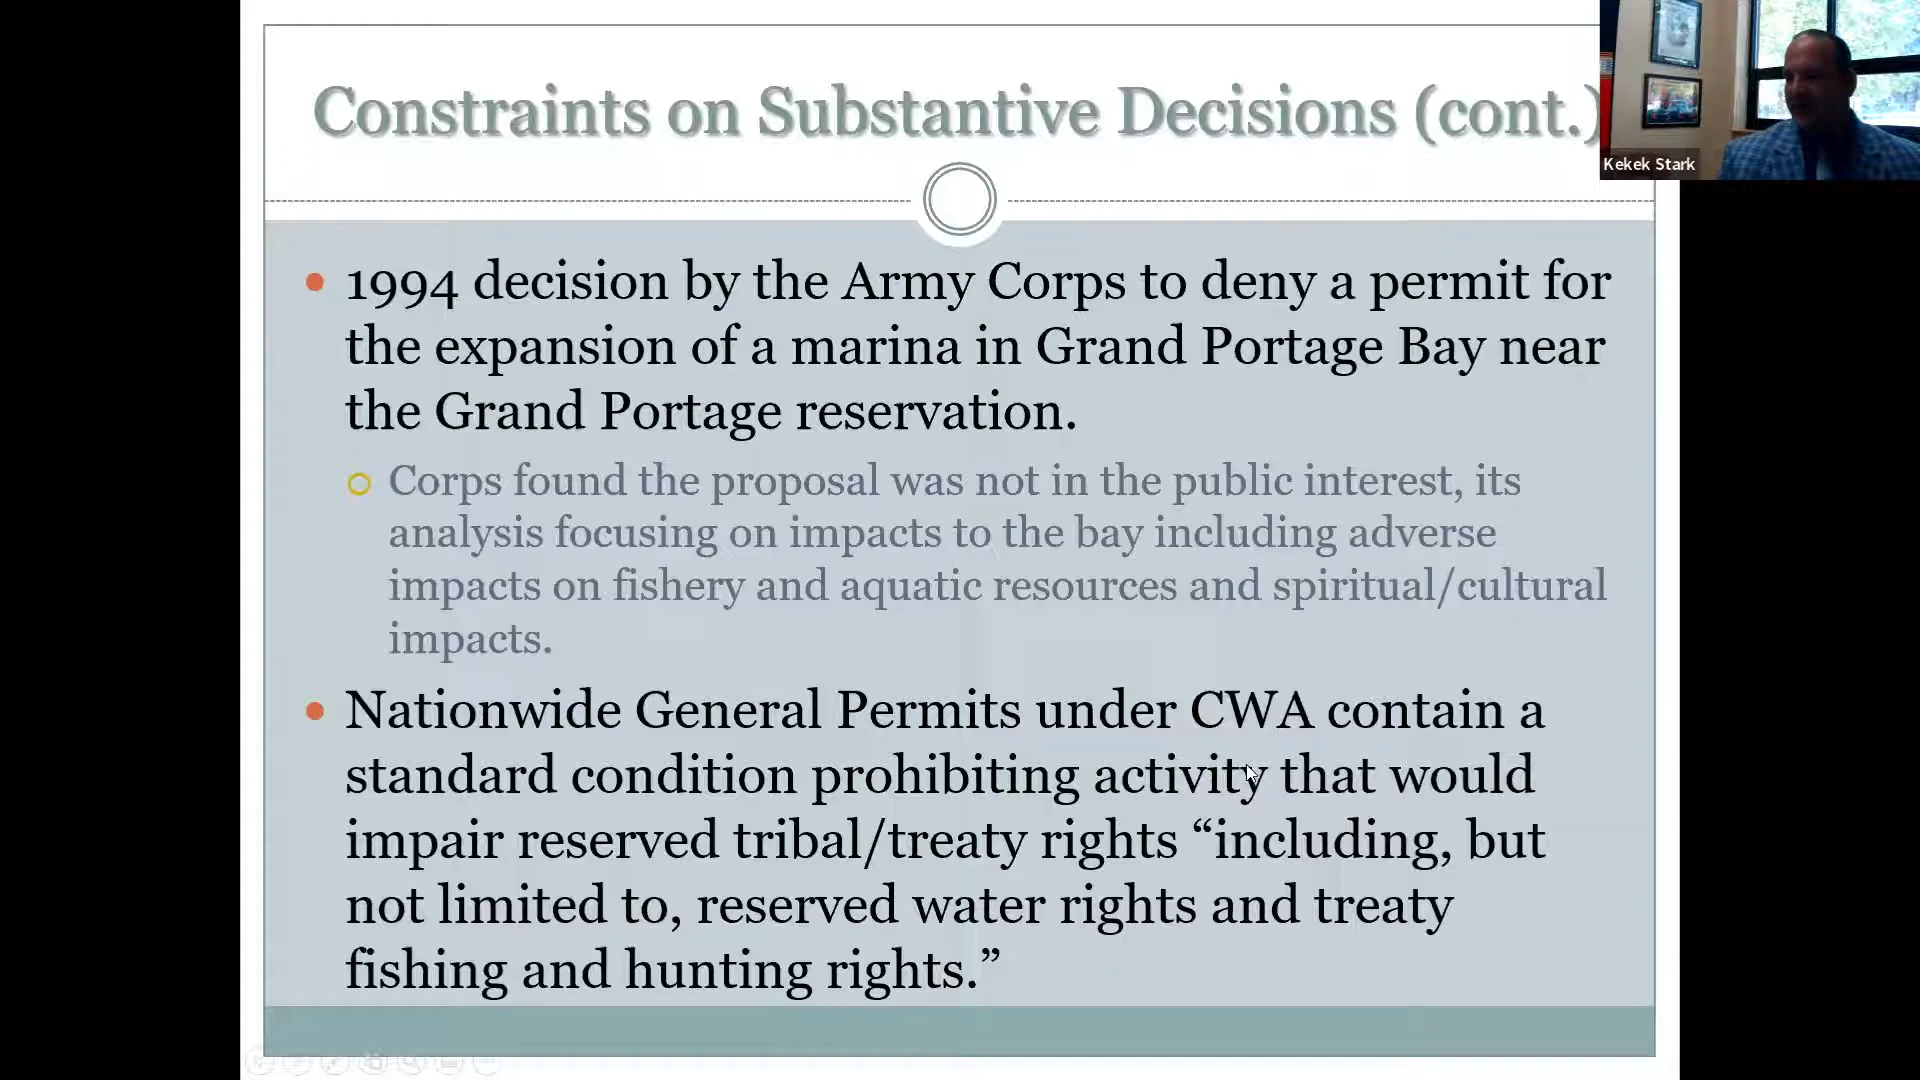 Constraints on Substantive Decisions (cont.)
Kekek Stark
1994 decision by the Army Corps to deny a permit for
the expansion of a marina in Grand Portage Bay near
the Grand Portage reservation.
Corps found the proposal was not in the public interest, its
analysis focusing on impacts to the bay including adverse
impacts on fishery and aquatic resources and spiritual/cultural
impacts.
Nationwide General Permits under CWA contain a
standard condition prohibiting activity that would
impair reserved tribal/treaty rights “including, but
not limited to, reserved water rights and treaty
fishing and hunting rights.”